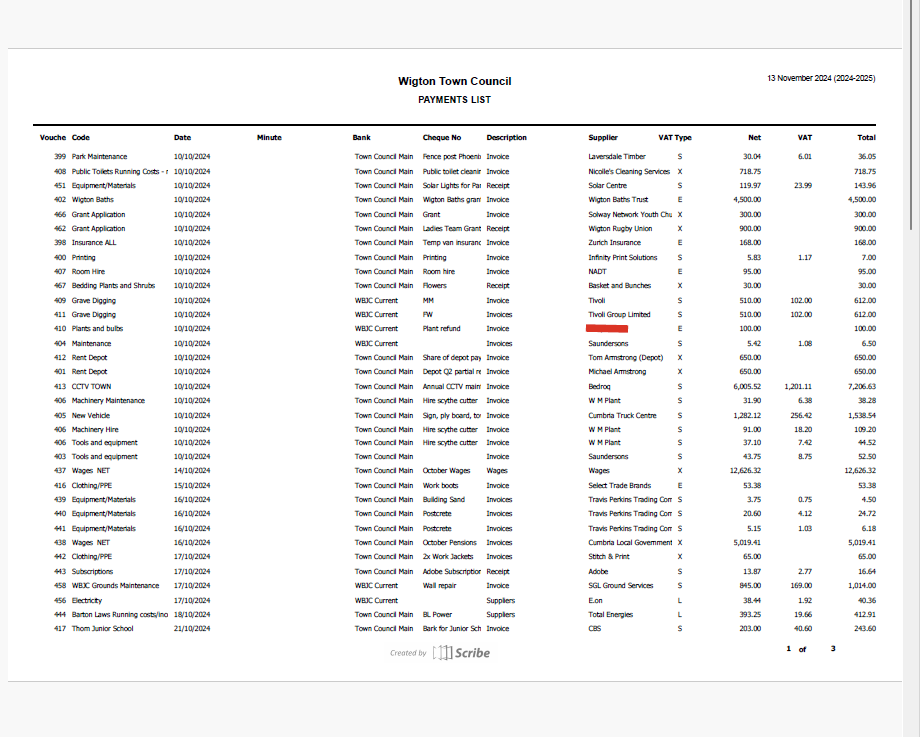 Wigton Town Council
13 November 2024 (2024-2025)
PAYMENTS LIST
Vouche Code Date Minute Bank Cheque No Description Supplier VAT Type Net VAT Total
399 Park Maintenance 10/10/2024 Town Council Main Fence post Phoeni Invoice Laversdale Timber S 30.04 6.01 36.05
408 Public Toilets Running Costs - r 10/10/2024 Town Council Main Public toilet cleanin Invoice Nicolle's Cleaning Services X 718.75 718.75
451 Equipment/Materials 10/10/2024 Town Council Main Solar Lights for Par Receipt Solar Centre S 119.97 23.99 143.96
402 Wigton Baths 10/10/2024 Town Council Main Wigton Baths gran Invoice Wigton Baths Trust E 4,500.00 4,500.00
466 Grant Application 10/10/2024 Town Council Main Grant Invoice Solway Network Youth Chu X 300.00 300.00
462 Grant Application 10/10/2024 Town Council Main Ladies Team Grant Receipt Wigton Rugby Union X 900.00 900.00
398 Insurance ALL 10/10/2024 Town Council Main Temp van insuranc Invoice Zurich Insurance E 168.00 168.00
400 Printing 10/10/2024 Town Council Main Printing Invoice Infinity Print Solutions S 5.83 1.17 7.00
407 Room Hire 10/10/2024 Town Council Main Room hire Invoice NADT E 95.00 95.00
467 Bedding Plants and Shrubs 10/10/2024 Town Council Main Flowers Receipt Basket and Bunches X 30.00 30.00
409 Grave Digging 10/10/2024 WBJC Current MM Invoice Tivoli S 510.00 102.00 612.00
411 Grave Digging 10/10/2024 WBJC Current FW Invoices Tivoli Group Limited S 510.00 102.00 612.00
410 Plants and bulbs 10/10/2024 WBJC Current Plant refund Invoice E 100.00 100.00
404 Maintenance 10/10/2024 WBJC Current Invoices Saundersons S 5.42 1.08 6.50
412 Rent Depot 10/10/2024 Town Council Main Share of depot pay Invoice Tom Armstrong (Depot) X 650.00 650.00
401 Rent Depot 10/10/2024 Town Council Main Depot Q2 partial re Invoice Michael Armstrong X 650.00 650.00
413 CCTV TOWN 10/10/2024 Town Council Main Annual CCTV main Invoice Bedroq S 6,005.52 1,201.11 7,206.63
406 Machinery Maintenance 10/10/2024 Town Council Main Hire scythe cutter Invoice W M Plant S 31.90 6.38 38.28
405 New Vehicle 10/10/2024 Town Council Main Sign, ply board, to Invoice Cumbria Truck Centre S 1,282.12 256.42 1,538.54
406 Machinery Hire 10/10/2024 Town Council Main Hire scythe cutter Invoice W M Plant S 91.00 18.20 109.20
406 Tools and equipment 10/10/2024 Town Council Main Hire scythe cutter Invoice W M Plant S 37.10 7.42 44.52
403 Tools and equipment 10/10/2024 Town Council Main Invoice Saundersons S 43.75 8.75 52.50
437 Wages NET 14/10/2024 Town Council Main October Wages Wages Wages X 12,626.32 12,626.32
416 Clothing/PPE 15/10/2024 Town Council Main Work boots Invoice Select Trade Brands E 53.38 53.38
439 Equipment/Materials 16/10/2024 Town Council Main Building Sand Invoices Travis Perkins Trading Com S 3.75 0.75 4.50
440 Equipment/Materials 16/10/2024 Town Council Main Postcrete Invoices Travis Perkins Trading Com S 20.60 4.12 24.72
441 Equipment/Materials 16/10/2024 Town Council Main Postcrete Invoices Travis Perkins Trading Com S 5.15 1.03 6.18
438 Wages NET 16/10/2024 Town Council Main October Pensions Invoices Cumbria Local Government X 5,019.41 5,019.41
442 Clothing/PPE 17/10/2024 Town Council Main 2x Work Jackets Invoices Stitch & Print X 65.00 65.00
443 Subscriptions 17/10/2024 Town Council Main Adobe Subscription Receipt Adobe S 13.87 2.77 16.64
458 WBJC Grounds Maintenance 17/10/2024 WBJC Current Wall repair Invoice SGL Ground Services S 845.00 169.00 1,014.00
456 Electricity 17/10/2024 WBJC Current Suppliers E.on L 38.44 1.92 40.36
444 Barton Laws Running costs/inc 18/10/2024 Town Council Main BL Power Suppliers Total Energies L 393.25 19.66 412.91
417 Thom Junior School 21/10/2024 Town Council Main Bark for Junior Sch Invoice CBS S 203.00 40.60 243.60
Created by Scribe
1 of 3